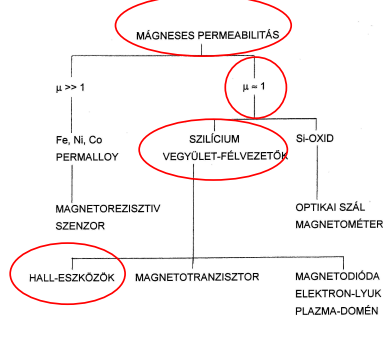 MÁGNESES PERMEABILITÁS
μ >> 1
μ ≈ 1
Fe, Ni, Co
PERMALLOY
SZILÍCIUM
VEGYÜLET-FÉLVEZETŐK
Si-OXID
MAGNETOREZISZTIV
SZENZOR
OPTIKAI SZÁL
MAGNETOMÉTER
HALL-ESZKÖZÖK
MAGNETOTRANZISZTOR
MAGNETODIÓDA
ELEKTRON-LYUK
PLAZMA-DOMÉN